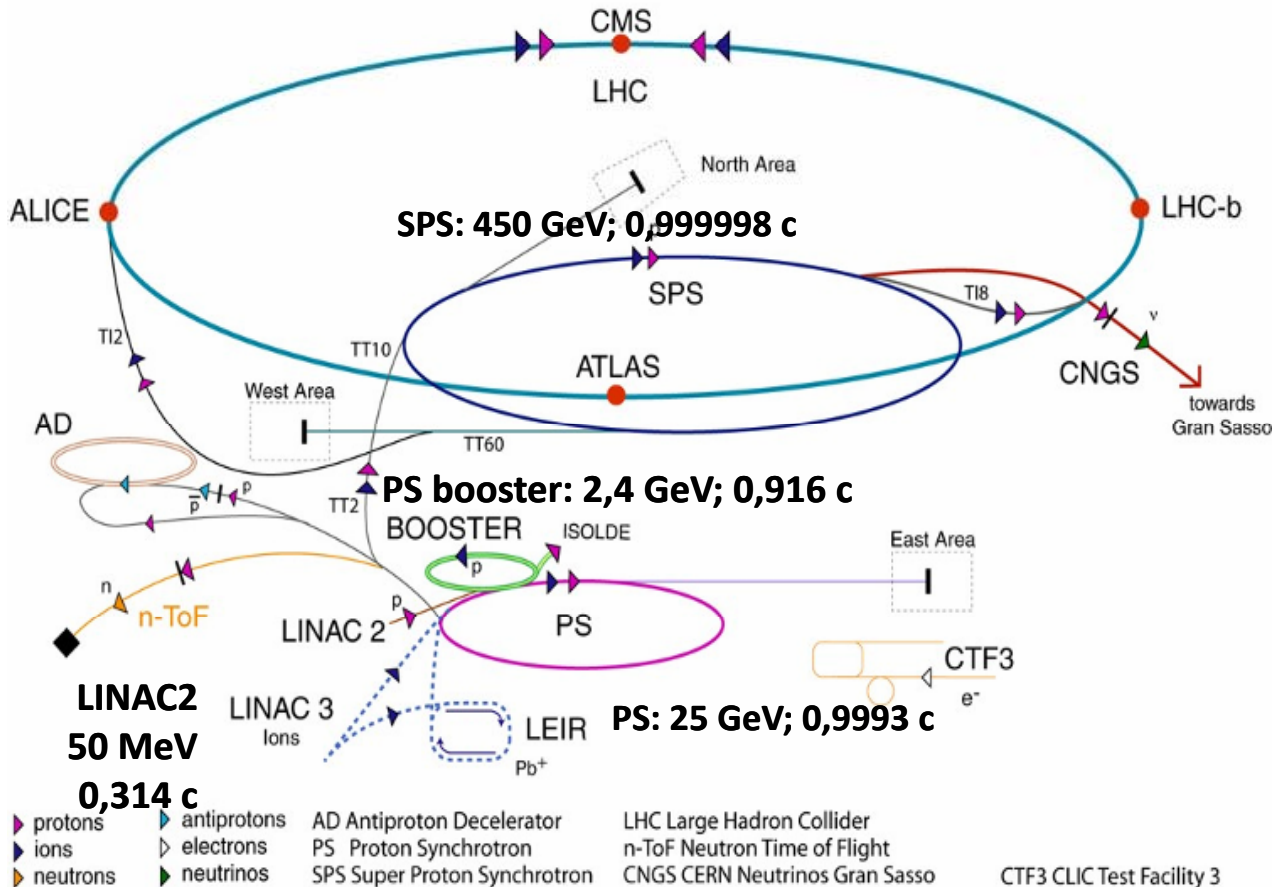 CMS
LHC
North Area
ALICE
LHC-b
SPS: 450 GeV; 0,999998 c
SPS
TI8
TI2
TT10
ν
ATLAS
CNGS
West Area
towards
Gran Sasso
AD
TT60
p
p̅
TT2
PS booster: 2,4 GeV; 0,916 c
BOOSTER
ISOLDE
East Area
p
n
n-ToF
p
LINAC 2
PS
CTF3
e-
LINAC2
50 MeV
0,314 c
LINAC 3
Ions
LEIR
Pb+
PS: 25 GeV; 0,9993 c
protons
antiprotons
AD Antiproton Decelerator
LHC Large Hadron Collider
ions
electrons
PS Proton Synchrotron
n-ToF Neutron Time of Flight
neutrons
neutrinos
SPS Super Proton Synchrotron
CNGS CERN Neutrinos Gran Sasso
CTF3 CLIC Test Facility 3